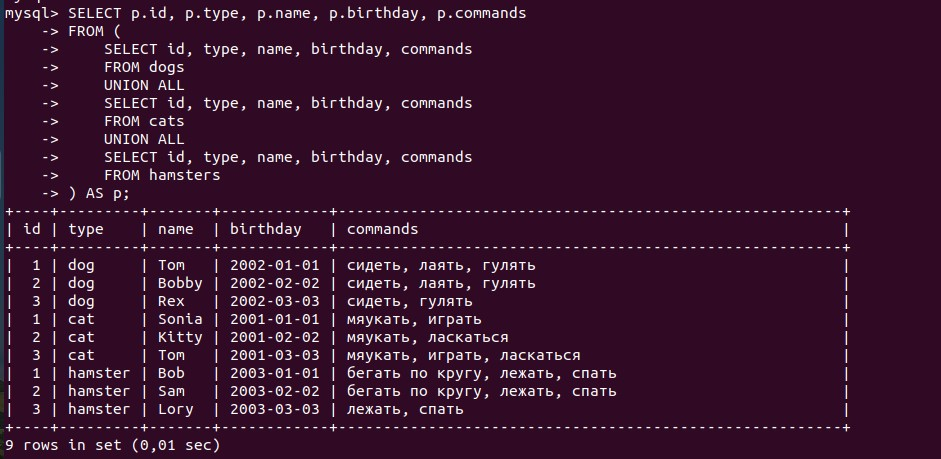 mysql> SELECT p.id, p.type, p.name, p.birthday, p.commands
    -> FROM (
    ->     SELECT id, type, name, birthday, commands
    ->     FROM dogs
    ->     UNION ALL
    ->     SELECT id, type, name, birthday, commands
    ->     FROM cats
    ->     UNION ALL
    ->     SELECT id, type, name, birthday, commands
    ->     FROM hamsters
    -> ) AS p;
+----+---------+-------+------------+--------------------------------------------------------+
| id | type    | name  | birthday   | commands                                               |
+----+---------+-------+------------+--------------------------------------------------------+
|  1 | dog     | Tom   | 2002-01-01 | сидеть, лаять, гулять                                  |
|  2 | dog     | Bobby | 2002-02-02 | сидеть, лаять, гулять                                  |
|  3 | dog     | Rex   | 2002-03-03 | сидеть, гулять                                         |
|  1 | cat     | Sonia | 2001-01-01 | мяукать, играть                                        |
|  2 | cat     | Kitty | 2001-02-02 | мяукать, ласкаться                                     |
|  3 | cat     | Tom   | 2001-03-03 | мяукать, играть, ласкаться                             |
|  1 | hamster | Bob   | 2003-01-01 | бегать по кругу, лежать, спать                         |
|  2 | hamster | Sam   | 2003-02-02 | бегать по кругу, лежать, спать                         |
|  3 | hamster | Lory  | 2003-03-03 | лежать, спать                                          |
+----+---------+-------+------------+--------------------------------------------------------+
9 rows in set (0,01 sec)